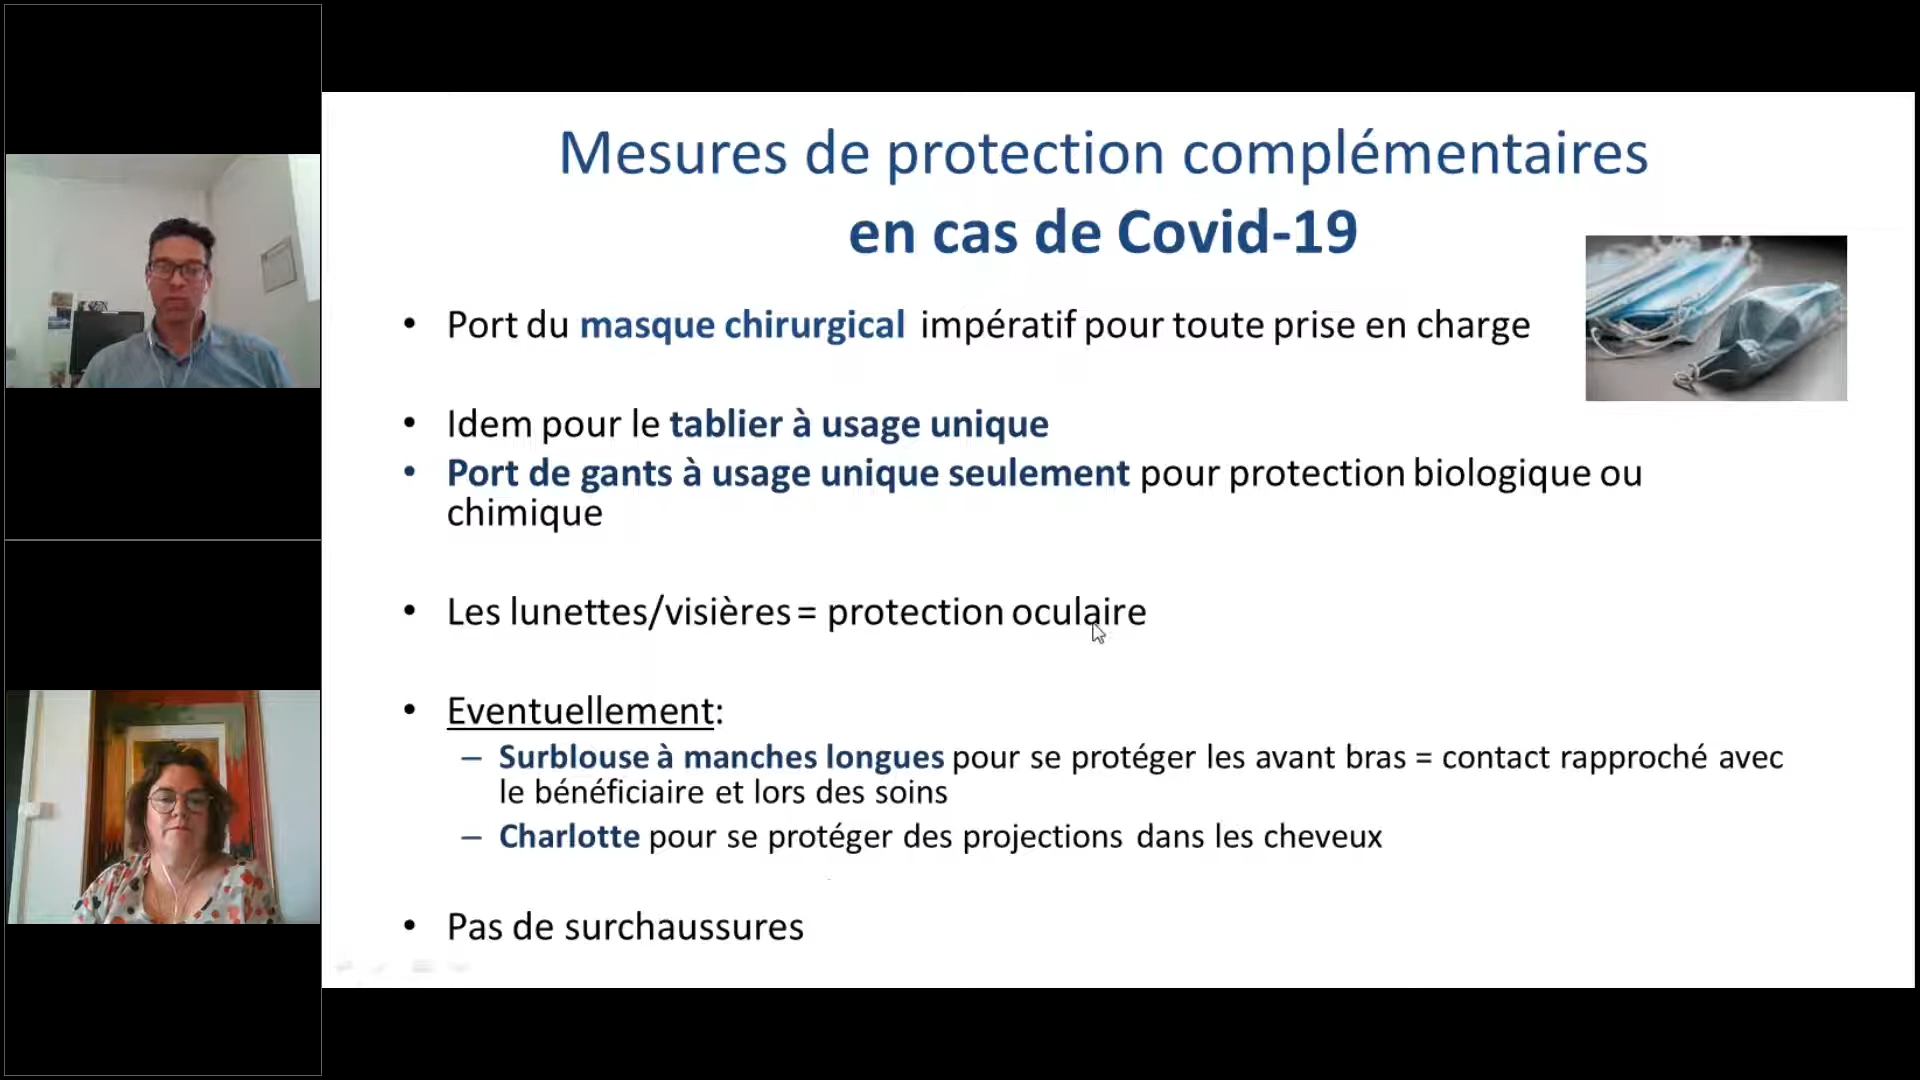 Mesures de protection complémentaires
en cas de Covid-19
• Port du masque chirurgical impératif pour toute prise en charge
• Idem pour le tablier à usage unique
• Port de gants à usage unique seulement pour protection biologique ou
chimique
• Les lunettes/visières = protection oculaire
• Eventuellement:
– Surblouse à manches longues pour se protéger les avant bras = contact rapproché avec
le bénéficiaire et lors des soins
– Charlotte pour se protéger des projections dans les cheveux
• Pas de surchaussures